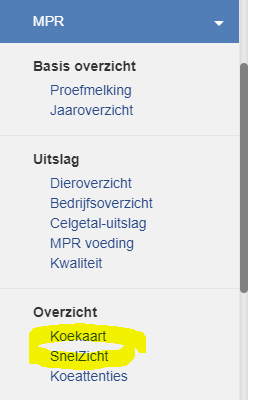 MPR
Basis overzicht
Proefmelking
Jaaroverzicht
Uitslag
Dieroverzicht
Bedrijfsoverzicht
Celgetal-uitslag
MPR voeding
Kwaliteit
Overzicht
Koekaart
SnelZicht
Koeattenties